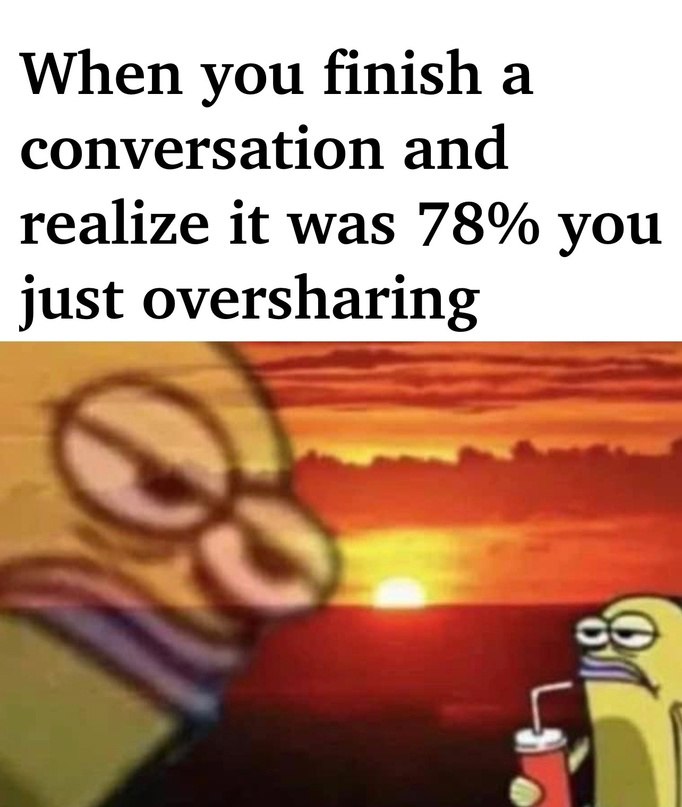 When you finish a
conversation and
realize it was 78% you
just oversharing